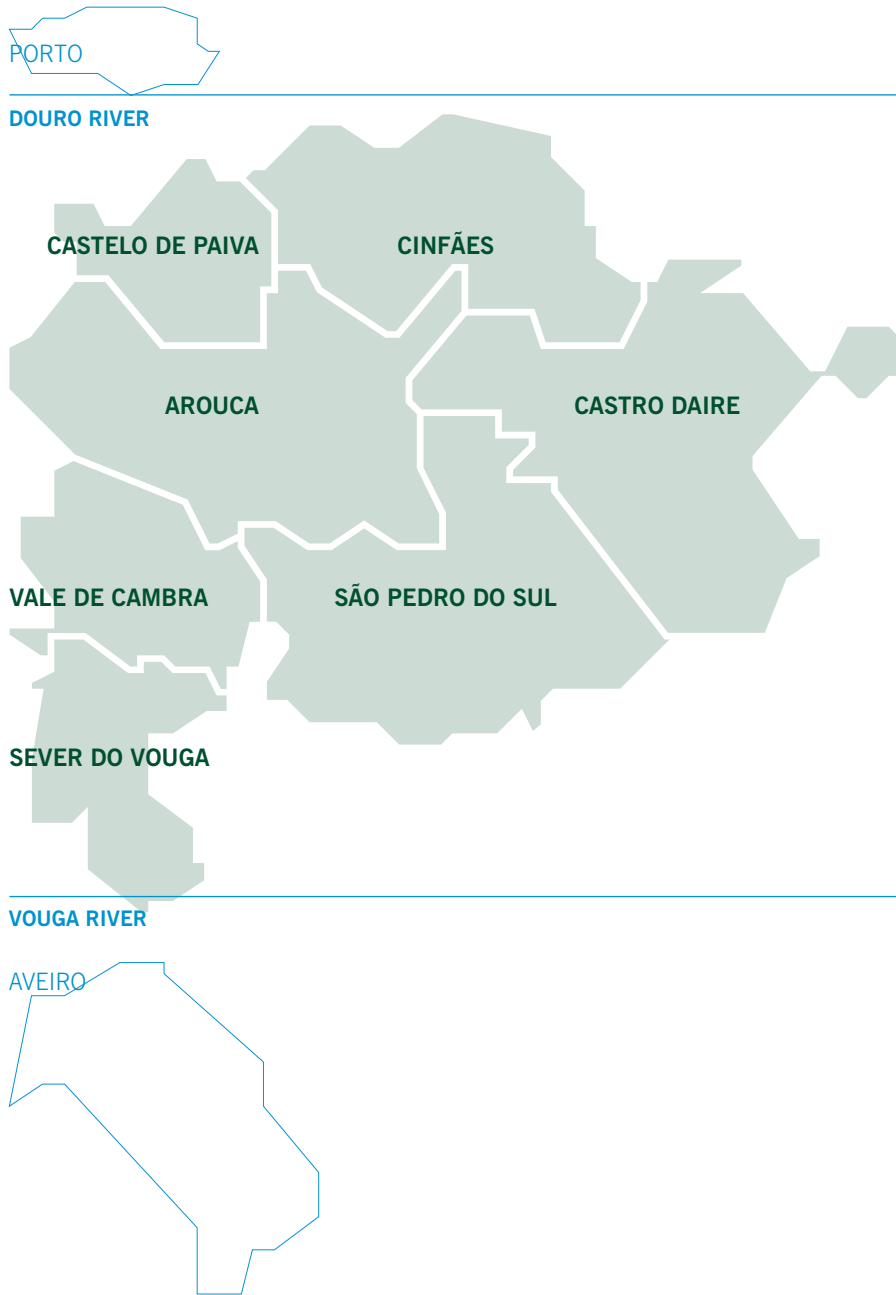 PORTO
DOURO RIVER
CASTELO DE PAIVA
CINFÃES
AROUCA
CASTRO DAIRE
VALE DE CAMBRA
SÃO PEDRO DO SUL
SEVER DO VOUGA
VOUGA RIVER
AVEIRO